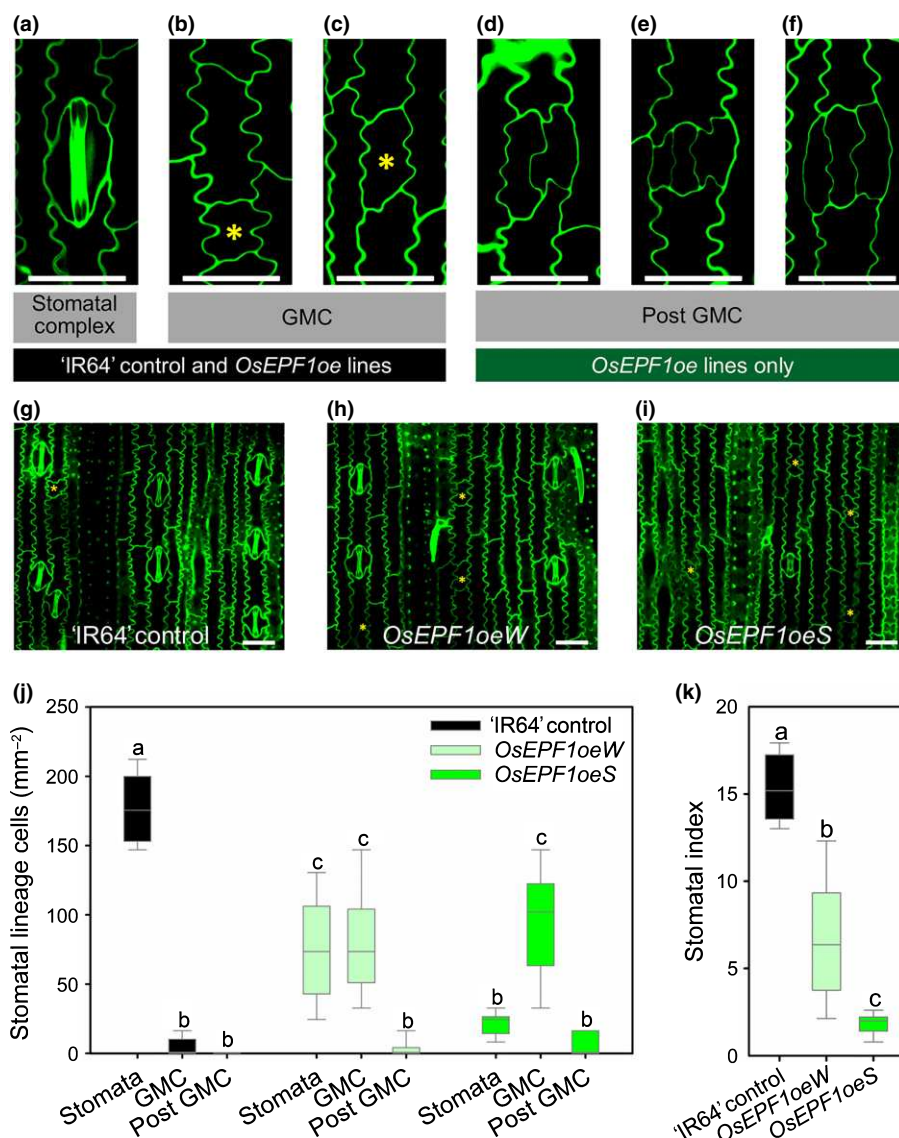 (a) (b) (c) (d) (e) (f)
* *
Stomatal complex
GMC
Post GMC
'IR64' control and OsEPF1oe lines
OsEPF1oe lines only
(g) (h) (i)
'IR64' control
OsEPF1oeW
OsEPF1oeS
(j)
Stomatal lineage cells (mm⁻²)
250
200
150
100
50
0
'IR64' control
OsEPF1oeW
OsEPF1oeS
a b b c c b b c b
Stomata GMC Post GMC Stomata GMC Post GMC Stomata GMC Post GMC
(k)
Stomatal index
20
15
10
5
0
a b c
'IR64' control OsEPF1oeW OsEPF1oeS